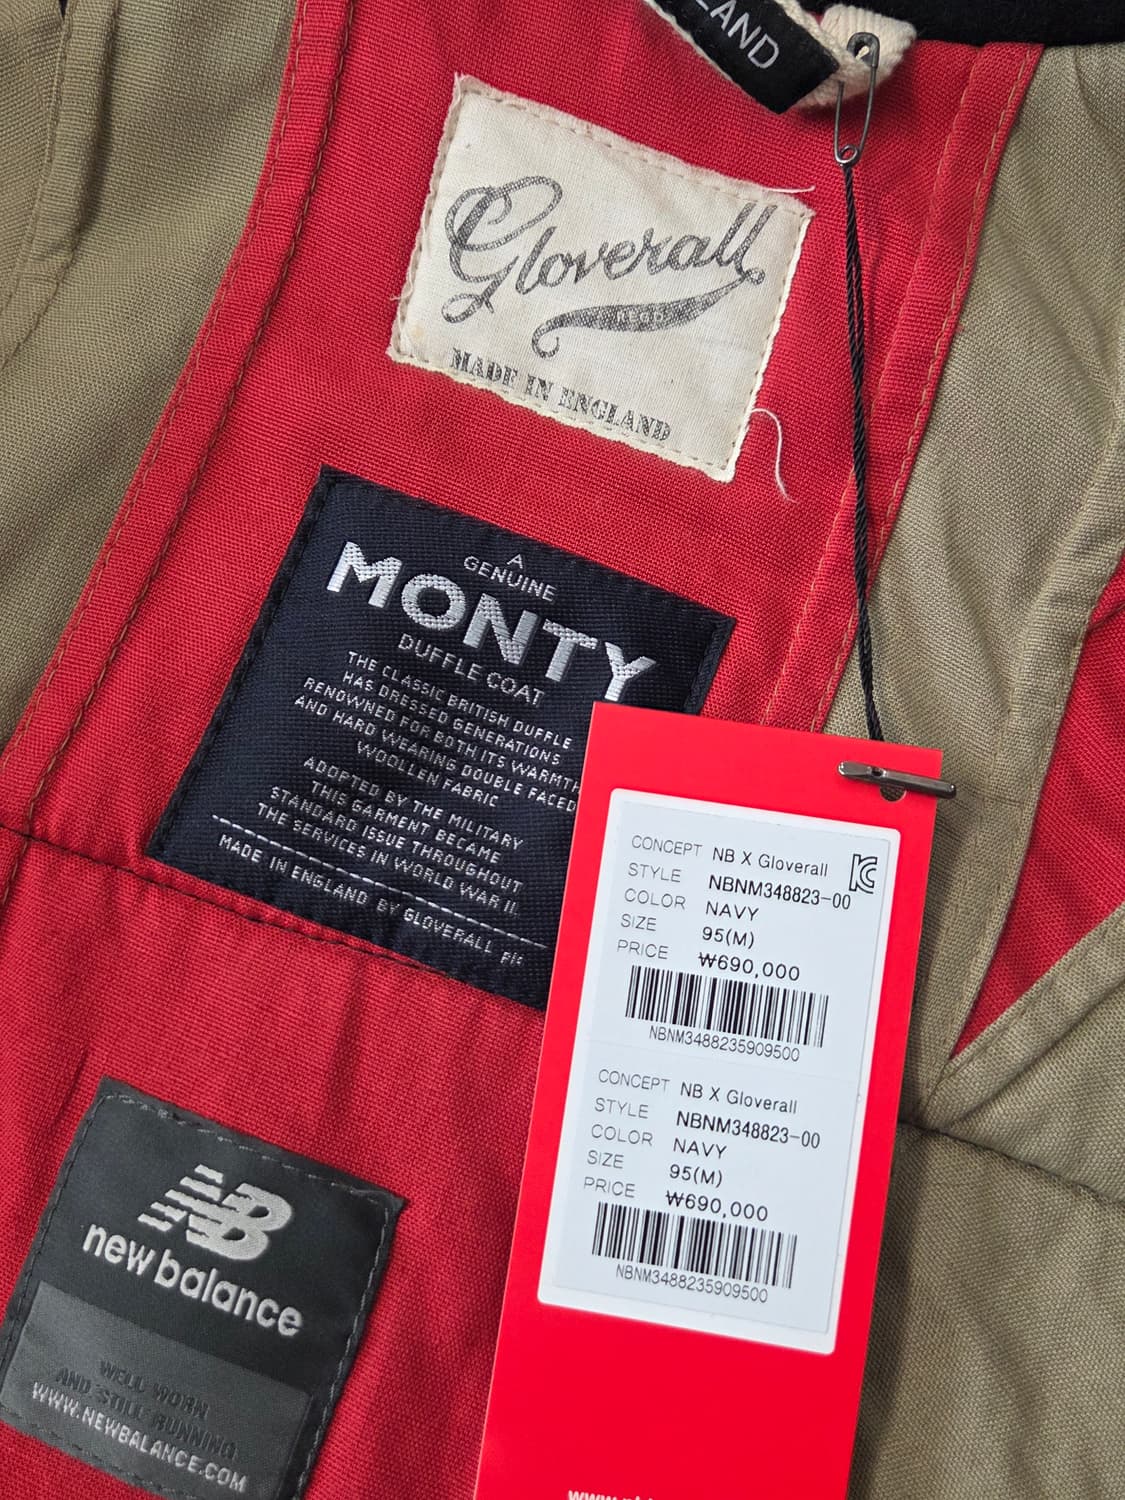 LAND
Gloverall
REGD
MADE IN ENGLAND
A
GENUINE
MONTY
DUFFLE COAT
THE CLASSIC BRITISH DUFFLE
HAS DRESSED GENERATIONS
RENOWNED FOR BOTH ITS WARMTH
AND HARD WEARING DOUBLE FACED
WOOLLEN FABRIC
ADOPTED BY THE MILITARY
THIS GARMENT BECAME
STANDARD ISSUE THROUGHOUT
THE SERVICES IN WORLD WAR II.
MADE IN ENGLAND BY GLOVERALL
CONCEPT NB X Gloverall
STYLE NBNM348823-00
COLOR NAVY
SIZE 95(M)
PRICE ₩690,000
NBNM3488235909500
CONCEPT NB X Gloverall
STYLE NBNM348823-00
COLOR NAVY
SIZE 95(M)
PRICE ₩690,000
NBNM3488235909500
NB
new balance
WELL WORN
AND STILL RUNNING
WWW.NEWBALANCE.COM